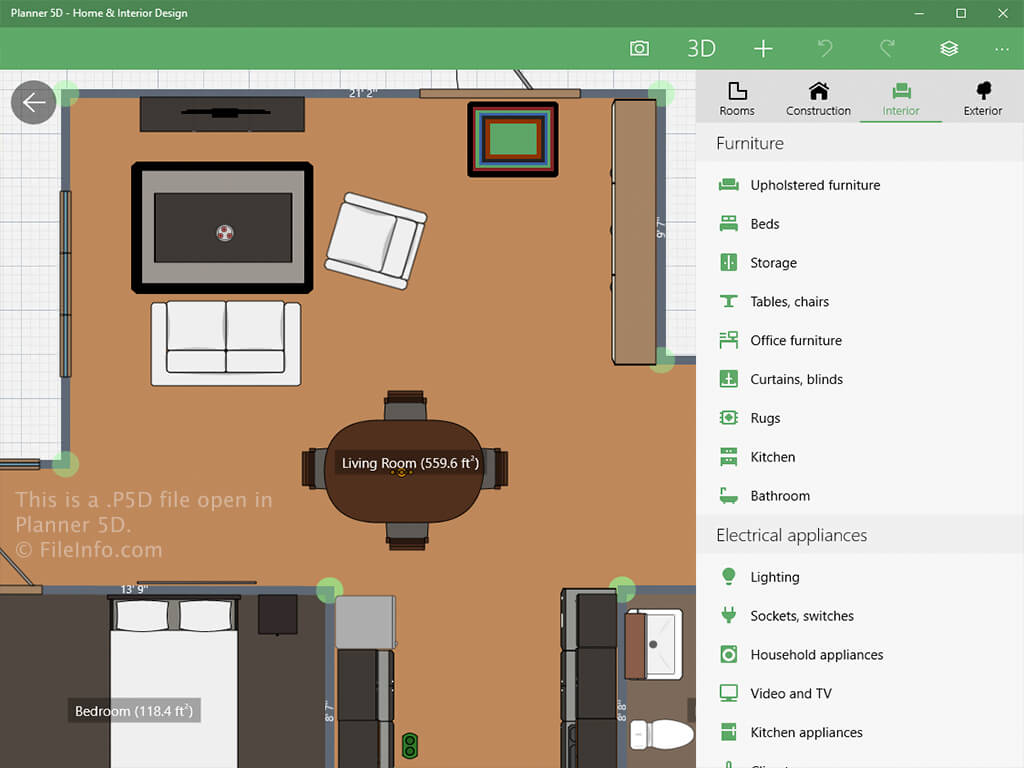 Planner 5D - Home & Interior Design
3D
21' 2"
Rooms
Construction
Interior
Exterior
Furniture
Upholstered furniture
Beds
Storage
9' 7"
Tables, chairs
Office furniture
Curtains, blinds
Rugs
Kitchen
Living Room (559.6 ft²)
Bathroom
This is a .P5D file open in
Planner 5D.
© FileInfo.com
Electrical appliances
Lighting
13' 9"
Sockets, switches
Household appliances
Video and TV
Bedroom (118.4 ft²)
8' 7"
8' 8"
Kitchen appliances